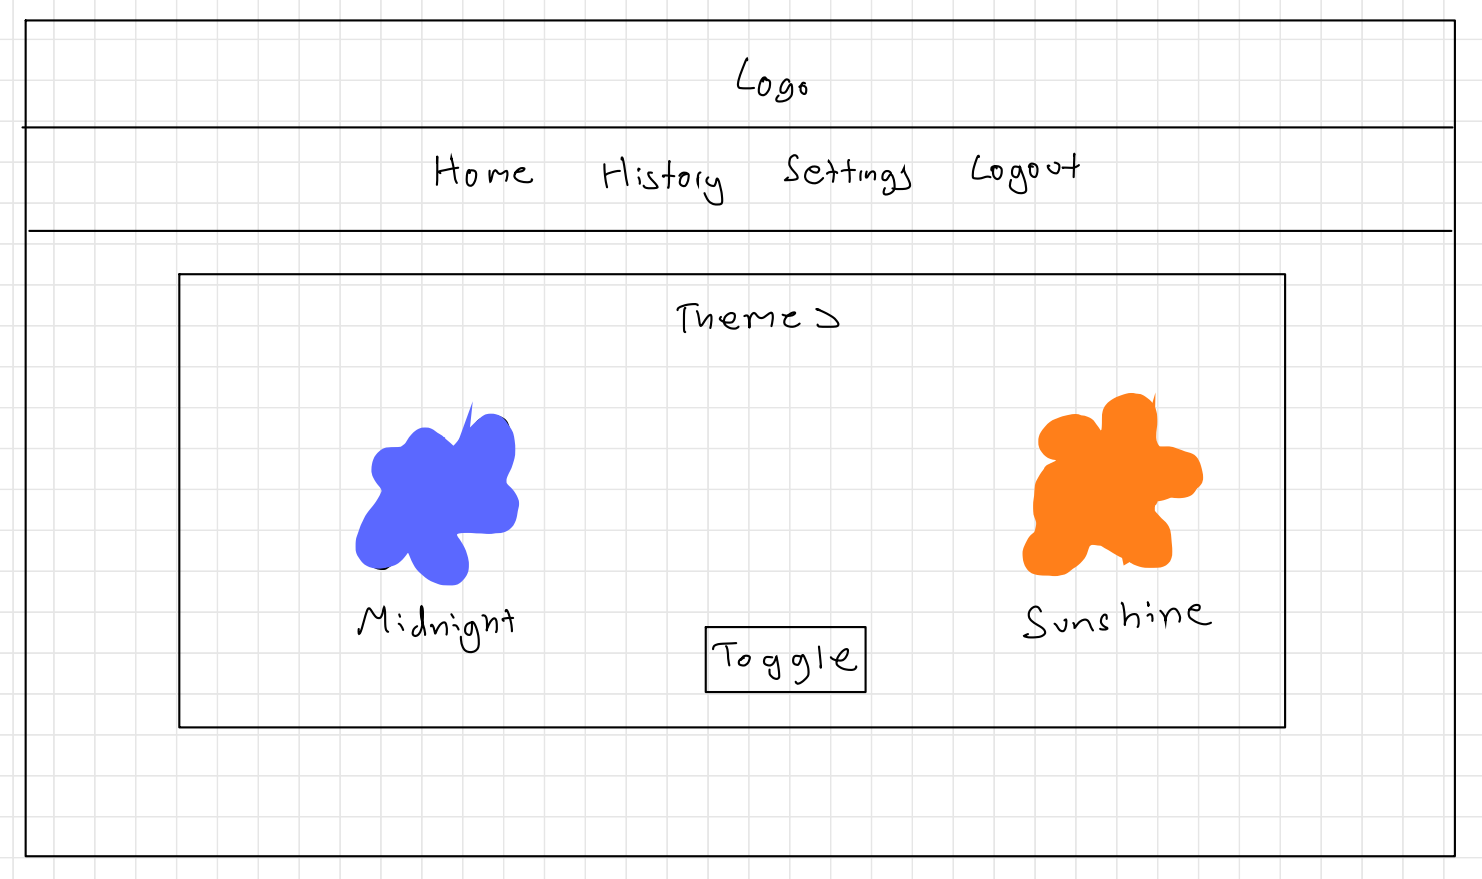 Logo
Home History Settings Logout
Themes
Midnight Sunshine
Toggle